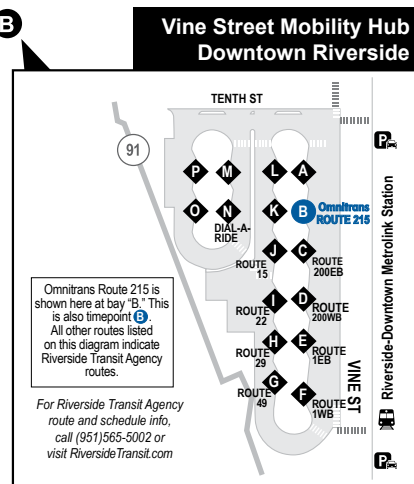 B
Vine Street Mobility Hub
Downtown Riverside
TENTH ST
91
P
M
L
A
O
N
K
B
Omnitrans
ROUTE 215
DIAL-A-
RIDE
J
ROUTE
15
C
ROUTE
200EB
I
ROUTE
22
D
ROUTE
200WB
H
ROUTE
29
E
ROUTE
1EB
G
ROUTE
49
F
ROUTE
1WB
VINE ST
P
Riverside-Downtown Metrolink Station
P
Omnitrans Route 215 is
shown here at bay “B.” This
is also timepoint B.
All other routes listed
on this diagram indicate
Riverside Transit Agency
routes.
For Riverside Transit Agency
route and schedule info,
call (951)565-5002 or
visit RiversideTransit.com